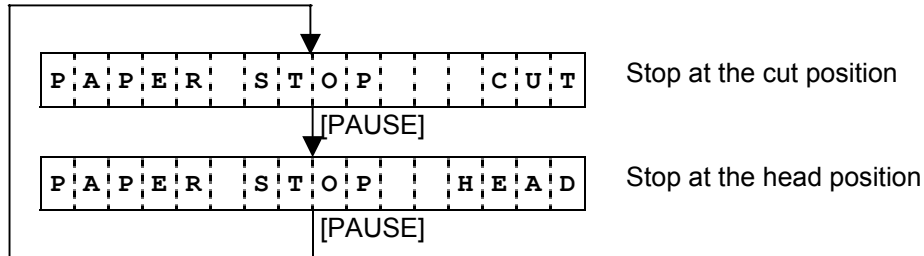 PAPER STOP   CUT Stop at the cut position
[PAUSE]
PAPER STOP  HEAD Stop at the head position
[PAUSE]